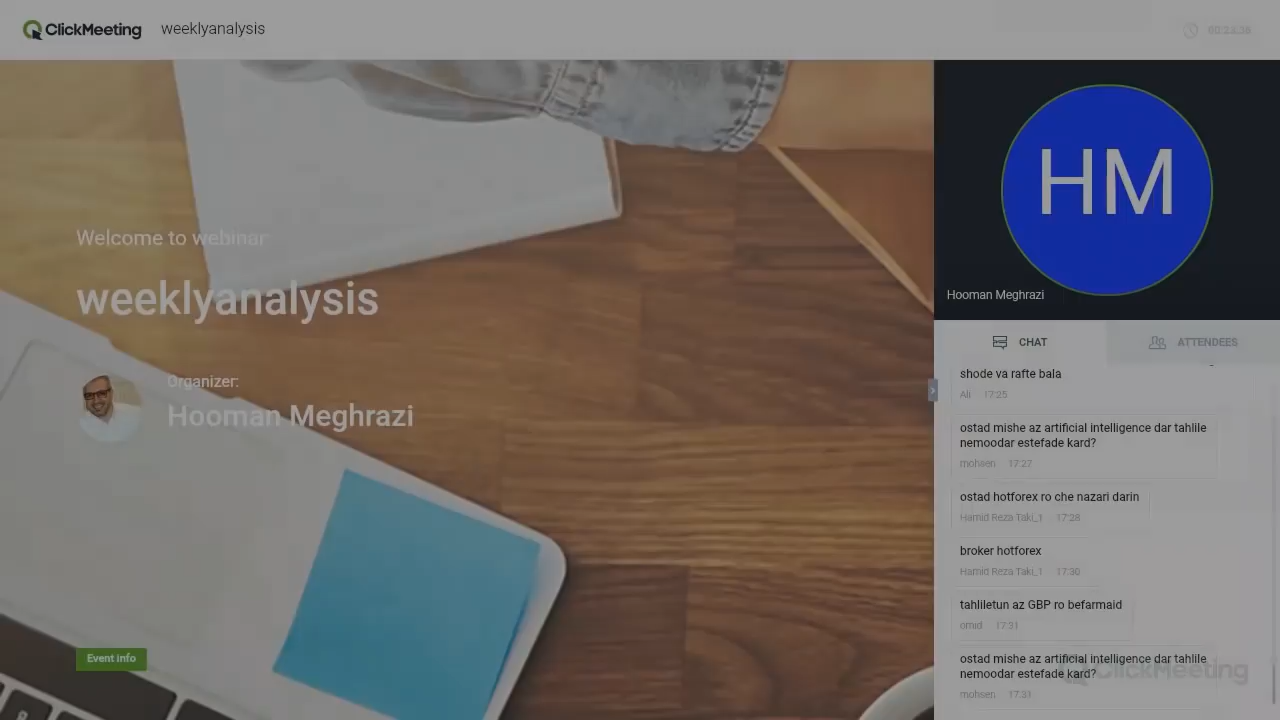 ClickMeeting
weeklyanalysis
Welcome to webinar
weeklyanalysis
Organizer:
Hooman Meghrazi
Event info
HM
Hooman Meghrazi
CHAT
ATTENDEES
shode va rafte bala
Ali 17:25
ostad mishe az artificial intelligence dar tahlile
nemoodar estefade kard?
mohsen 17:27
ostad hotforex ro che nazari darin
Hamid Reza Taki_1 17:28
broker hotforex
Hamid Reza Taki_1 17:30
tahliletun az GBP ro befarmaid
omid 17:31
ostad mishe az artificial intelligence dar tahlile
nemoodar estefade kard?
mohsen 17:31
ClickMeeting